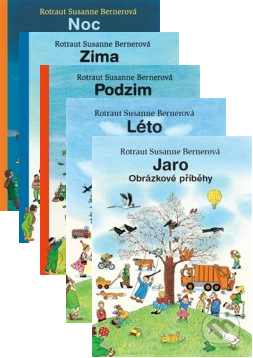 Rotraut Susanne Bernerová
Noc
Rotraut Susanne Bernerová
Zima
Rotraut Susanne Bernerová
Podzim
Rotraut Susanne Bernerová
Léto
Rotraut Susanne Bernerová
Jaro
Obrázkové příběhy